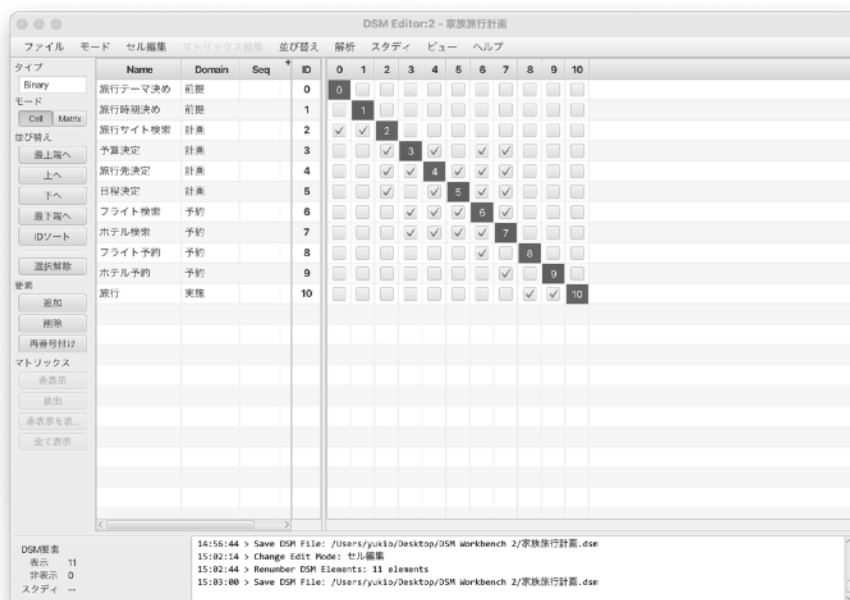 DSM Editor:2 - 家族旅行計画
ファイル モード セル編集 マトリックス編集 並び替え 解析 スタディ ビュー ヘルプ
タイプ
Binary
モード
Cell Matrix
並び替え
最上端へ
上へ
下へ
最下端へ
IDソート
選択解除
要素
追加
削除
再番号付け
マトリックス
非表示
抽出
非表示を表...
全て表示
Name Domain Seq + ID 0 1 2 3 4 5 6 7 8 9 10
旅行テーマ決め 前提 0 0
旅行時期決め 前提 1 1
旅行サイト検索 計画 2 2
予算決定 計画 3 3
旅行先決定 計画 4 4
日程決定 計画 5 5
フライト検索 予約 6 6
ホテル検索 予約 7 7
フライト予約 予約 8 8
ホテル予約 予約 9 9
旅行 実施 10 10
DSM要素
表示 11
非表示 0
スタディ --
14:56:44 > Save DSM File: /Users/yukio/Desktop/DSM Workbench 2/家族旅行計画.dsm
15:02:14 > Change Edit Mode: セル編集
15:02:44 > Renumber DSM Elements: 11 elements
15:03:00 > Save DSM File: /Users/yukio/Desktop/DSM Workbench 2/家族旅行計画.dsm